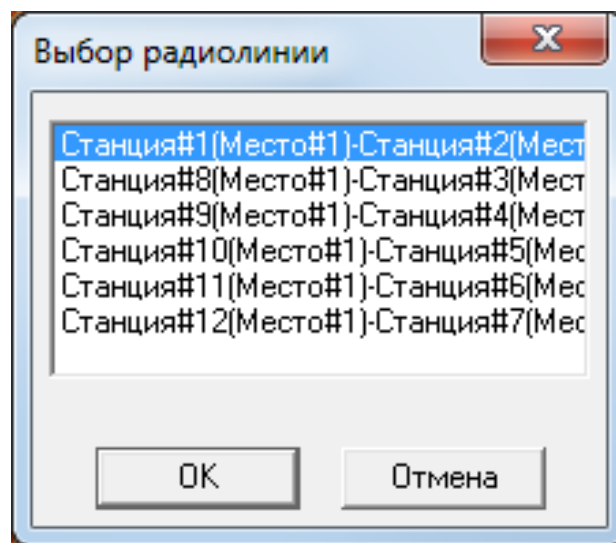 Выбор радиолинии
Станция#1(Место#1)-Станция#2(Мест
Станция#8(Место#1)-Станция#3(Мест
Станция#9(Место#1)-Станция#4(Мест
Станция#10(Место#1)-Станция#5(Мес
Станция#11(Место#1)-Станция#6(Мес
Станция#12(Место#1)-Станция#7(Мес
OK
Отмена